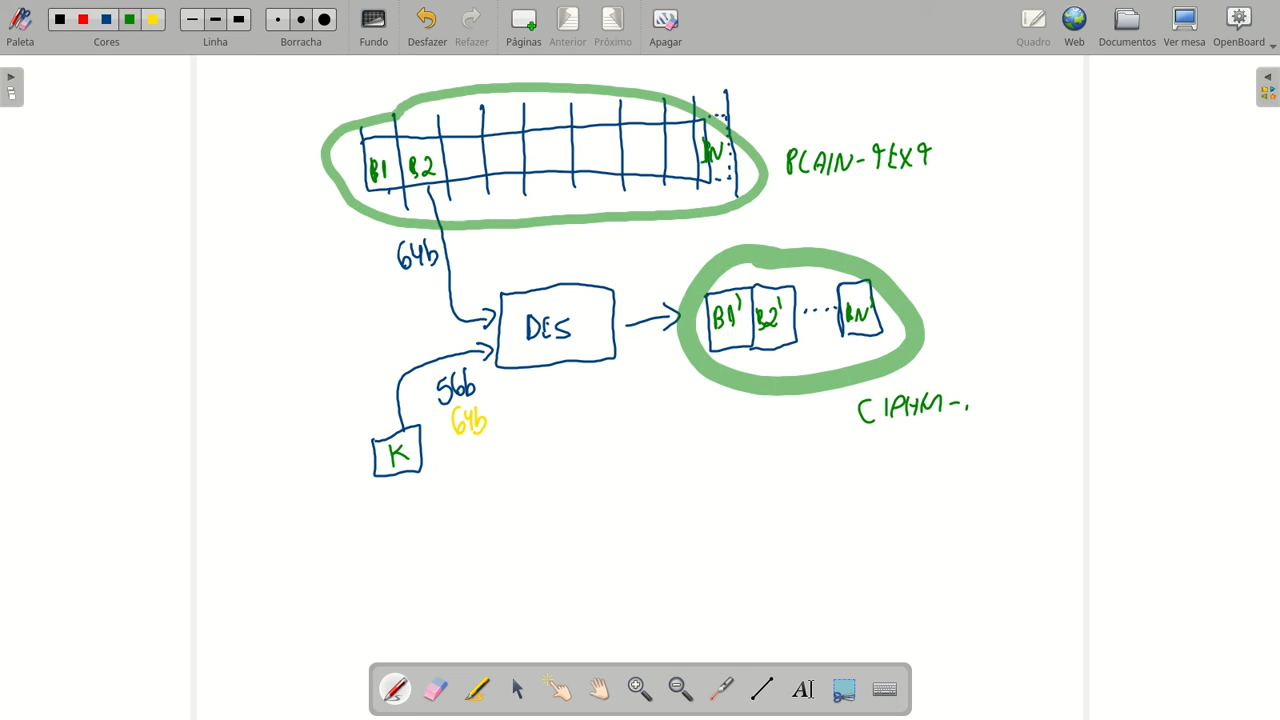 Paleta Cores Linha Borracha Fundo Desfazer Refazer Páginas Anterior Próximo Apagar Quadro Web Documentos Ver mesa OpenBoard
B1 B2 BN
PLAIN-TEXT
64b
DES
B1' B2' .... BN'
56b
64b
K